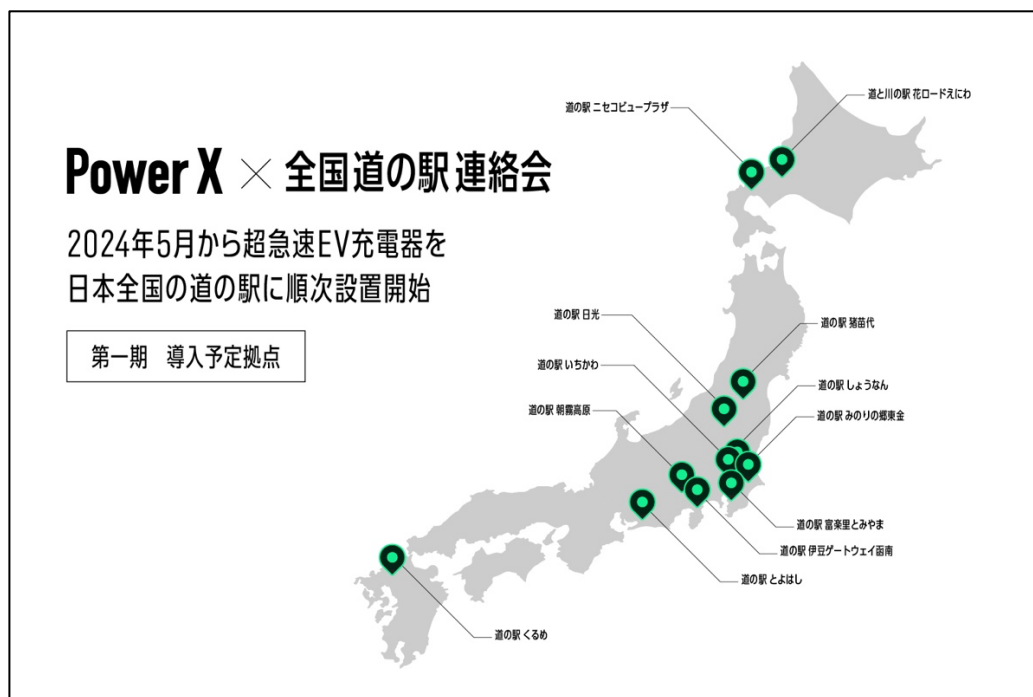 Power X × 全国道の駅連絡会
2024年5月から超急速EV充電器を
日本全国の道の駅に順次設置開始
第一期 導入予定拠点
道の駅 ニセコビュープラザ
道と川の駅 花ロードえにわ
道の駅 日光
道の駅 猪苗代
道の駅 いちかわ
道の駅 しょうなん
道の駅 朝霧高原
道の駅 みのりの郷東金
道の駅 富楽里とみやま
道の駅 伊豆ゲートウェイ函南
道の駅 とよはし
道の駅 くるめ